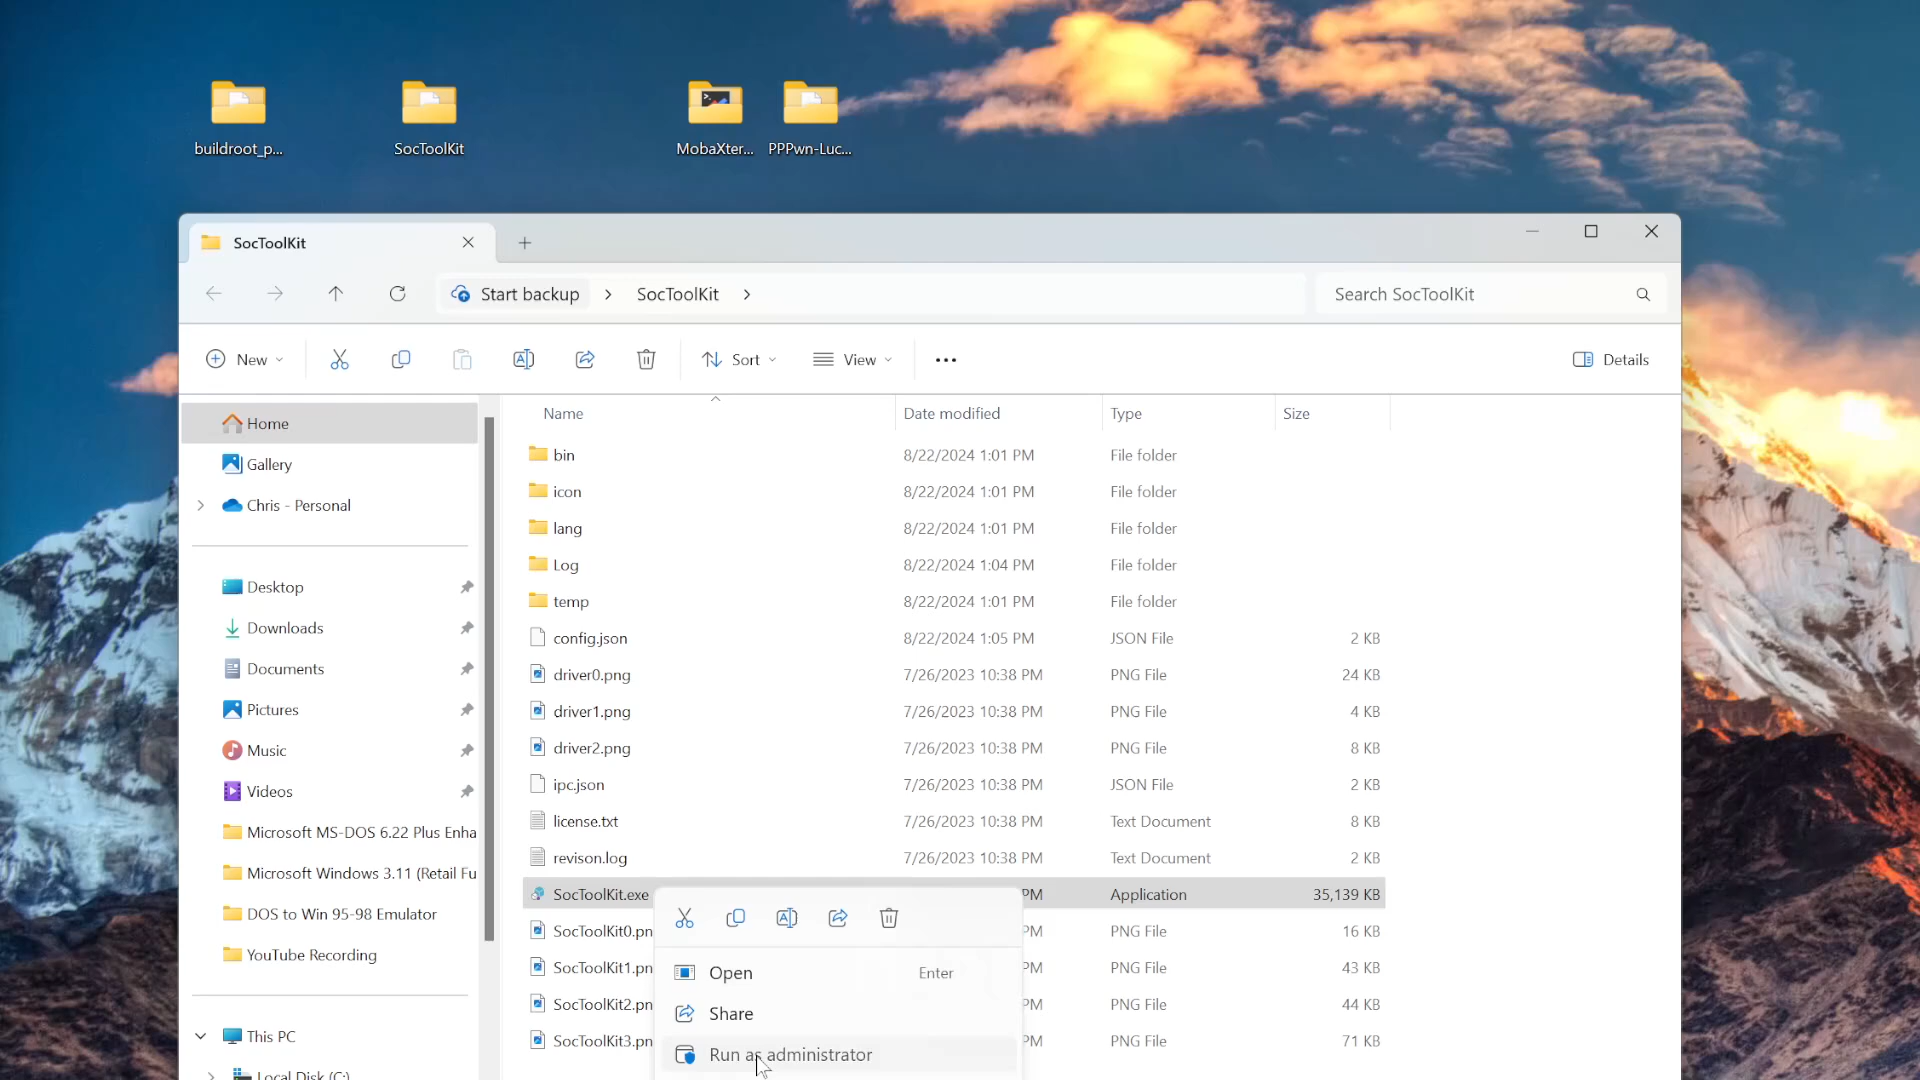 buildroot_p...
SocToolKit
MobaXter...
PPPwn-Luc...
SocToolKit
Start backup
SocToolKit
Search SocToolKit
New
Sort
View
Details
Home
Gallery
Chris - Personal
Desktop
Downloads
Documents
Pictures
Music
Videos
Microsoft MS-DOS 6.22 Plus Enha
Microsoft Windows 3.11 (Retail Fu
DOS to Win 95-98 Emulator
YouTube Recording
This PC
Local Disk (C:)
Name Date modified Type Size
bin 8/22/2024 1:01 PM File folder
icon 8/22/2024 1:01 PM File folder
lang 8/22/2024 1:01 PM File folder
Log 8/22/2024 1:04 PM File folder
temp 8/22/2024 1:01 PM File folder
config.json 8/22/2024 1:05 PM JSON File 2 KB
driver0.png 7/26/2023 10:38 PM PNG File 24 KB
driver1.png 7/26/2023 10:38 PM PNG File 4 KB
driver2.png 7/26/2023 10:38 PM PNG File 8 KB
ipc.json 7/26/2023 10:38 PM JSON File 2 KB
license.txt 7/26/2023 10:38 PM Text Document 8 KB
revison.log 7/26/2023 10:38 PM Text Document 2 KB
SocToolKit.exe PM Application 35,139 KB
SocToolKit0.pn PM PNG File 16 KB
SocToolKit1.pn PM PNG File 43 KB
SocToolKit2.pn PM PNG File 44 KB
SocToolKit3.pn PM PNG File 71 KB
Open Enter
Share
Run as administrator